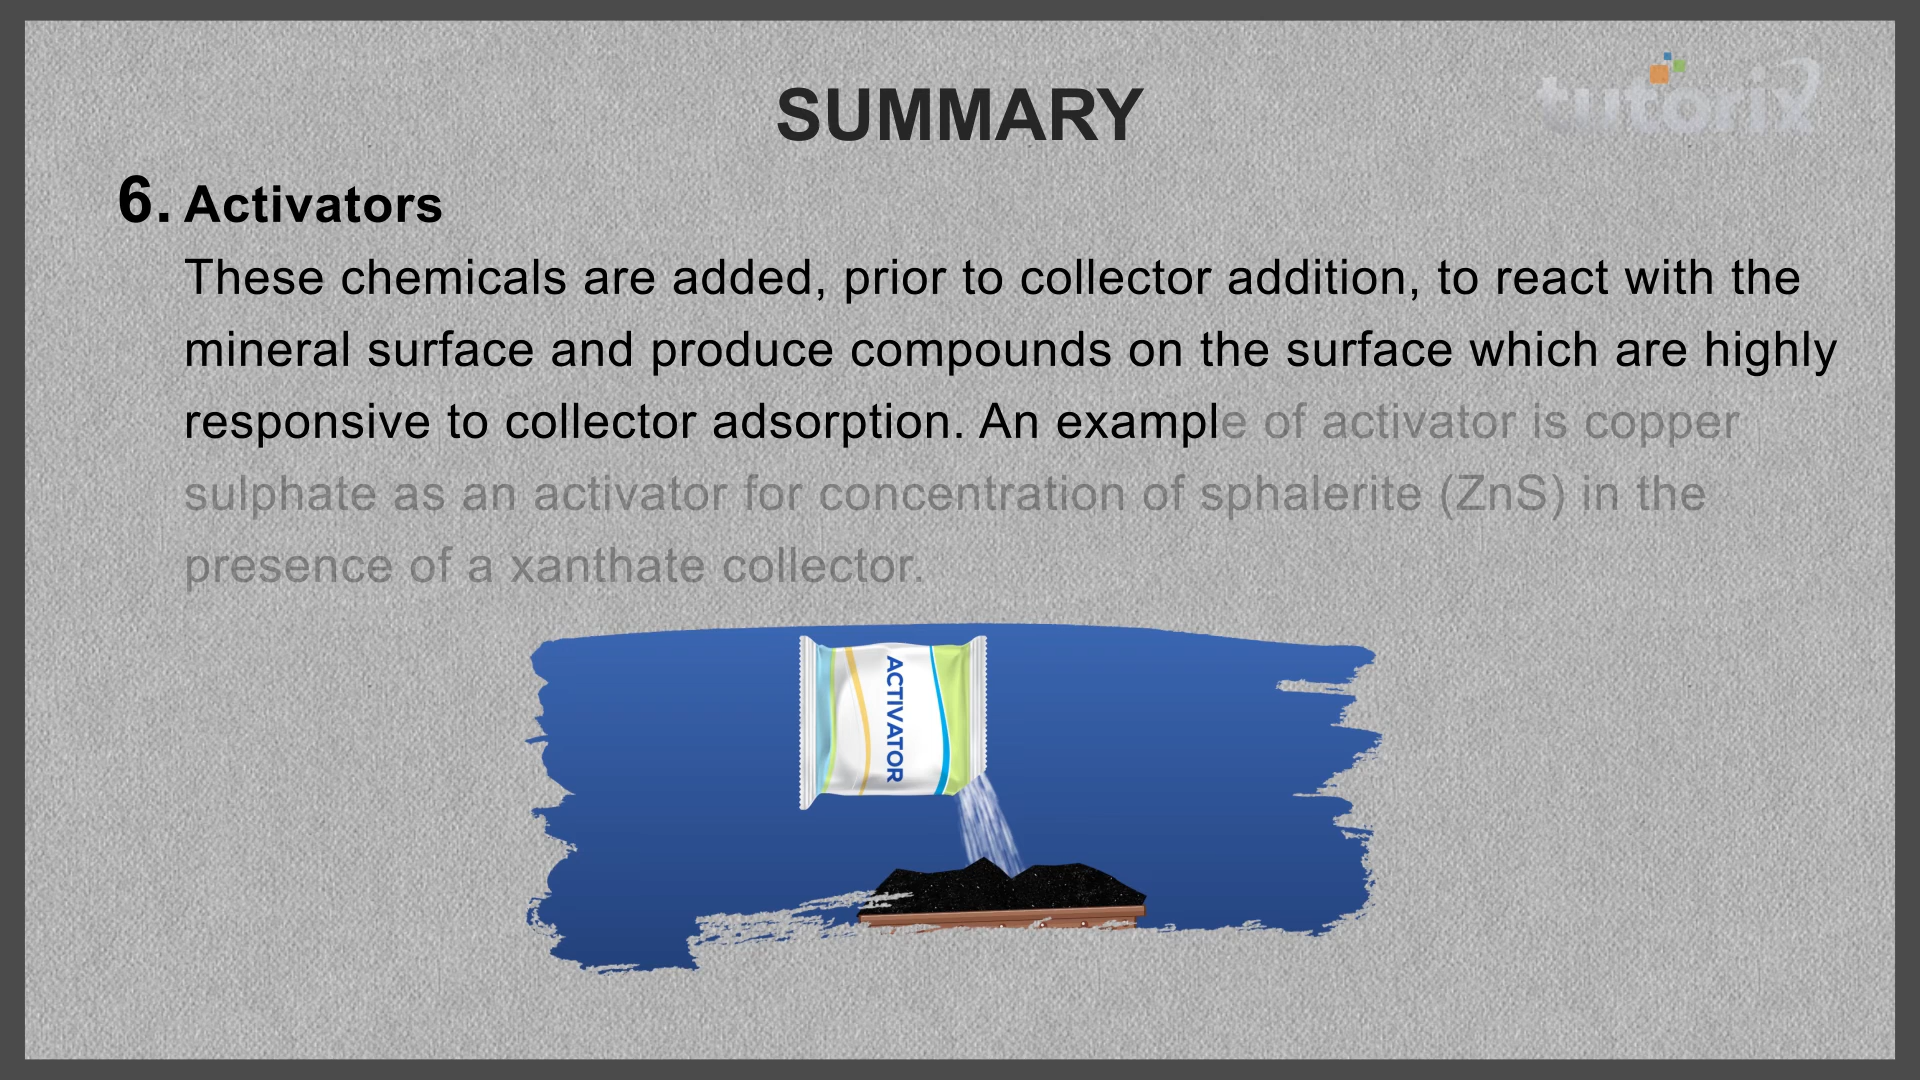 tutorix
SUMMARY
6. Activators
These chemicals are added, prior to collector addition, to react with the
mineral surface and produce compounds on the surface which are highly
responsive to collector adsorption. An example of activator is copper
sulphate as an activator for concentration of sphalerite (ZnS) in the
presence of a xanthate collector.
ACTIVATOR